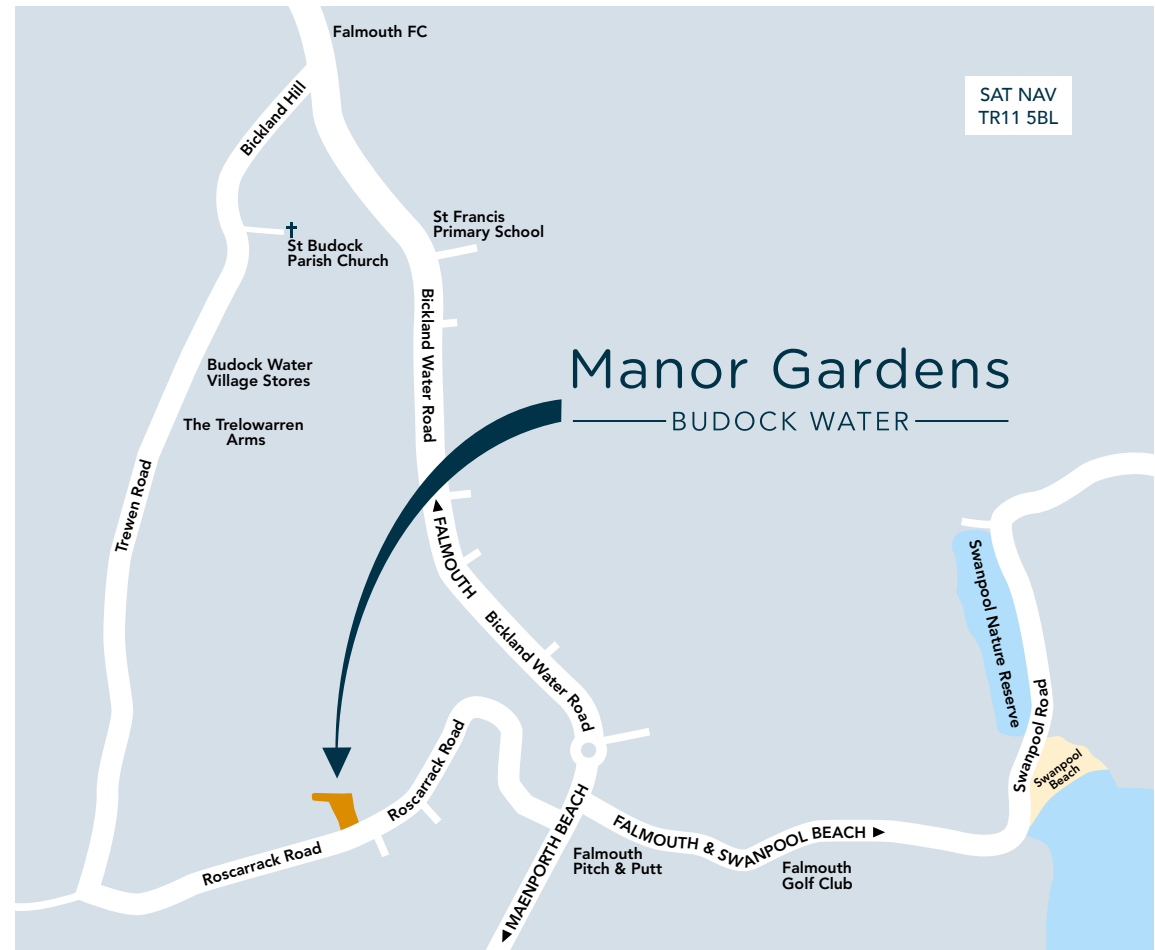 Falmouth FC
SAT NAV
TR11 5BL
Bickland Hill
St Francis
Primary School
St Budock
Parish Church
Bickland Water Road
Budock Water
Village Stores
Manor Gardens
BUDOCK WATER
The Trelowarren
Arms
Trewen Road
▲ FALMOUTH
Swanpool Nature Reserve
Bickland Water Road
Swanpool Road
Swanpool
Beach
Roscarrack Road
◀ MAENPORTH BEACH
FALMOUTH & SWANPOOL BEACH ▶
Roscarrack Road
Falmouth
Pitch & Putt
Falmouth
Golf Club